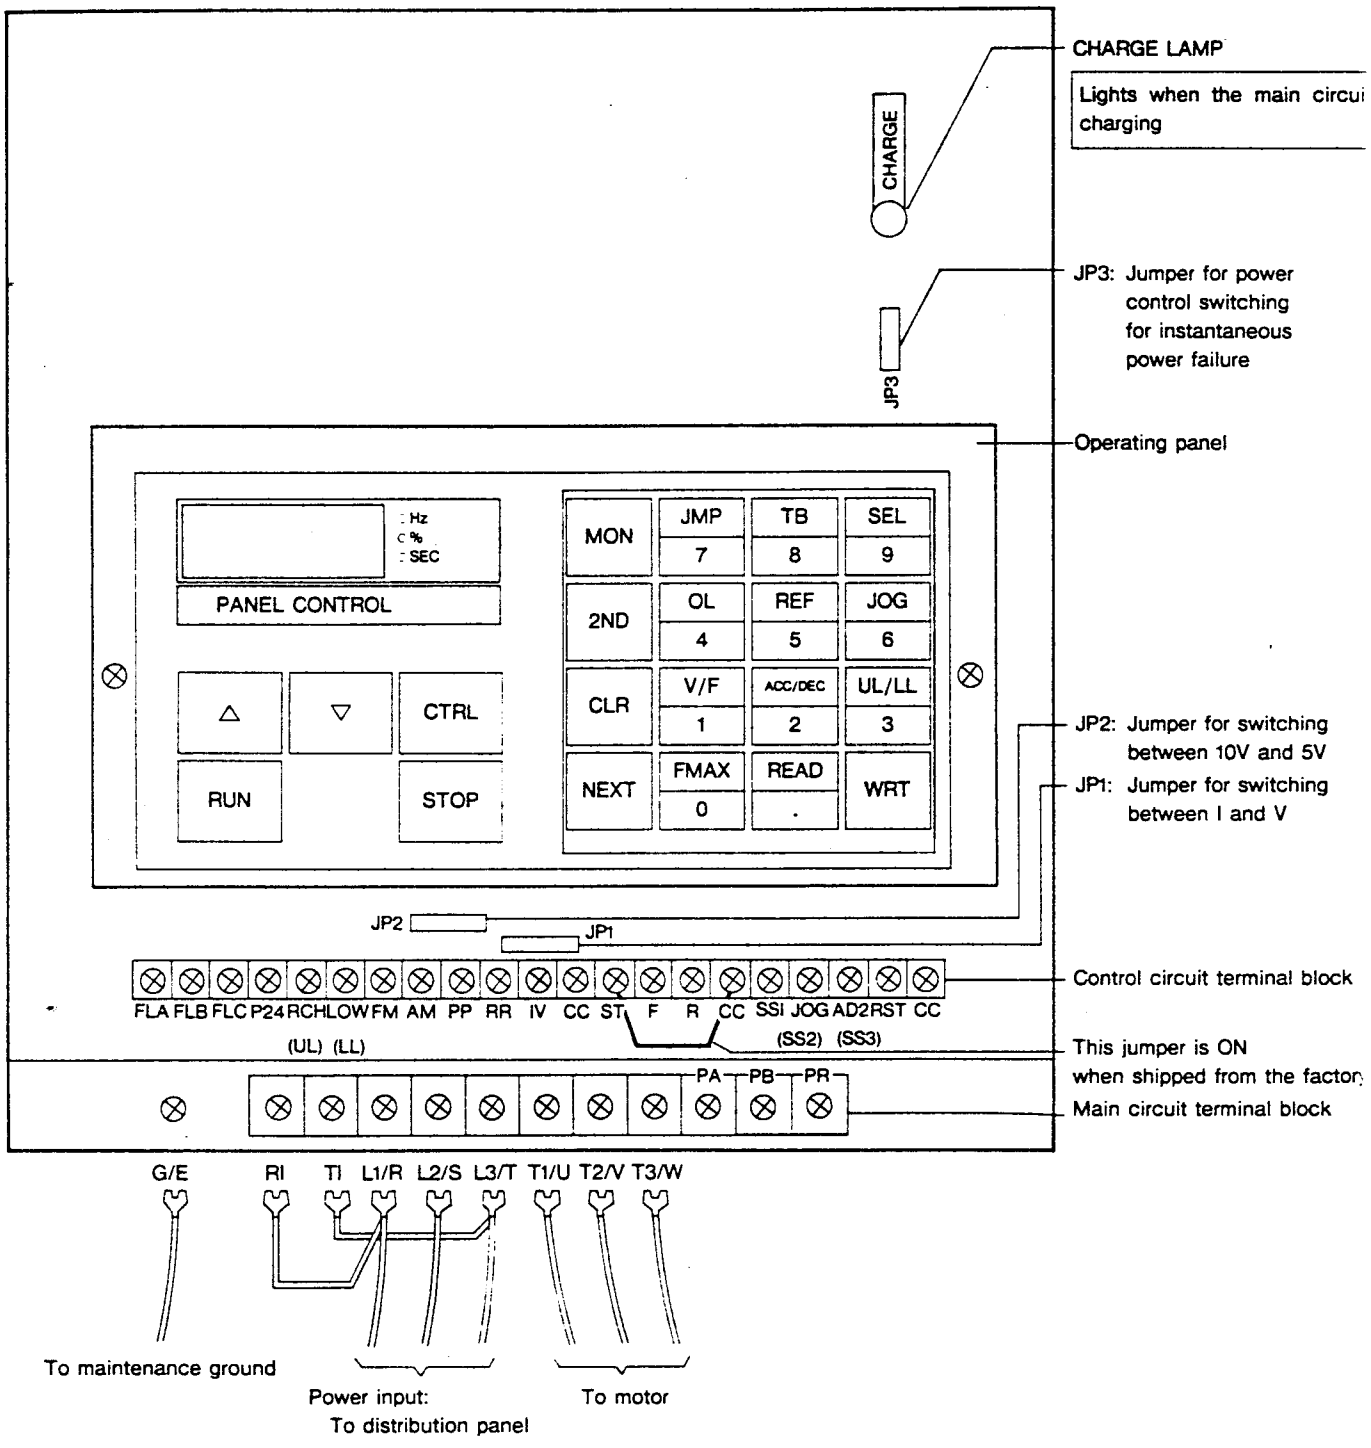 CHARGE LAMP
Lights when the main circui
charging
CHARGE
JP3: Jumper for power
control switching
for instantaneous
power failure
JP3
Operating panel
Hz
%
SEC
PANEL CONTROL
MON
JMP
TB
SEL
7
8
9
2ND
OL
REF
JOG
4
5
6
CLR
V/F
ACC/DEC
UL/LL
1
2
3
NEXT
FMAX
READ
WRT
0
.
△
▽
CTRL
RUN
STOP
JP2: Jumper for switching
between 10V and 5V
JP1: Jumper for switching
between I and V
JP2
JP1
Control circuit terminal block
FLA FLB FLC P24 RCH LOW FM AM PP RR IV CC ST F R CC SSI JOG AD2 RST CC
(UL) (LL) (SS2) (SS3)
This jumper is ON
when shipped from the factor
PA PB PR
Main circuit terminal block
G/E RI TI L1/R L2/S L3/T T1/U T2/V T3/W
To maintenance ground
Power input:
To distribution panel
To motor